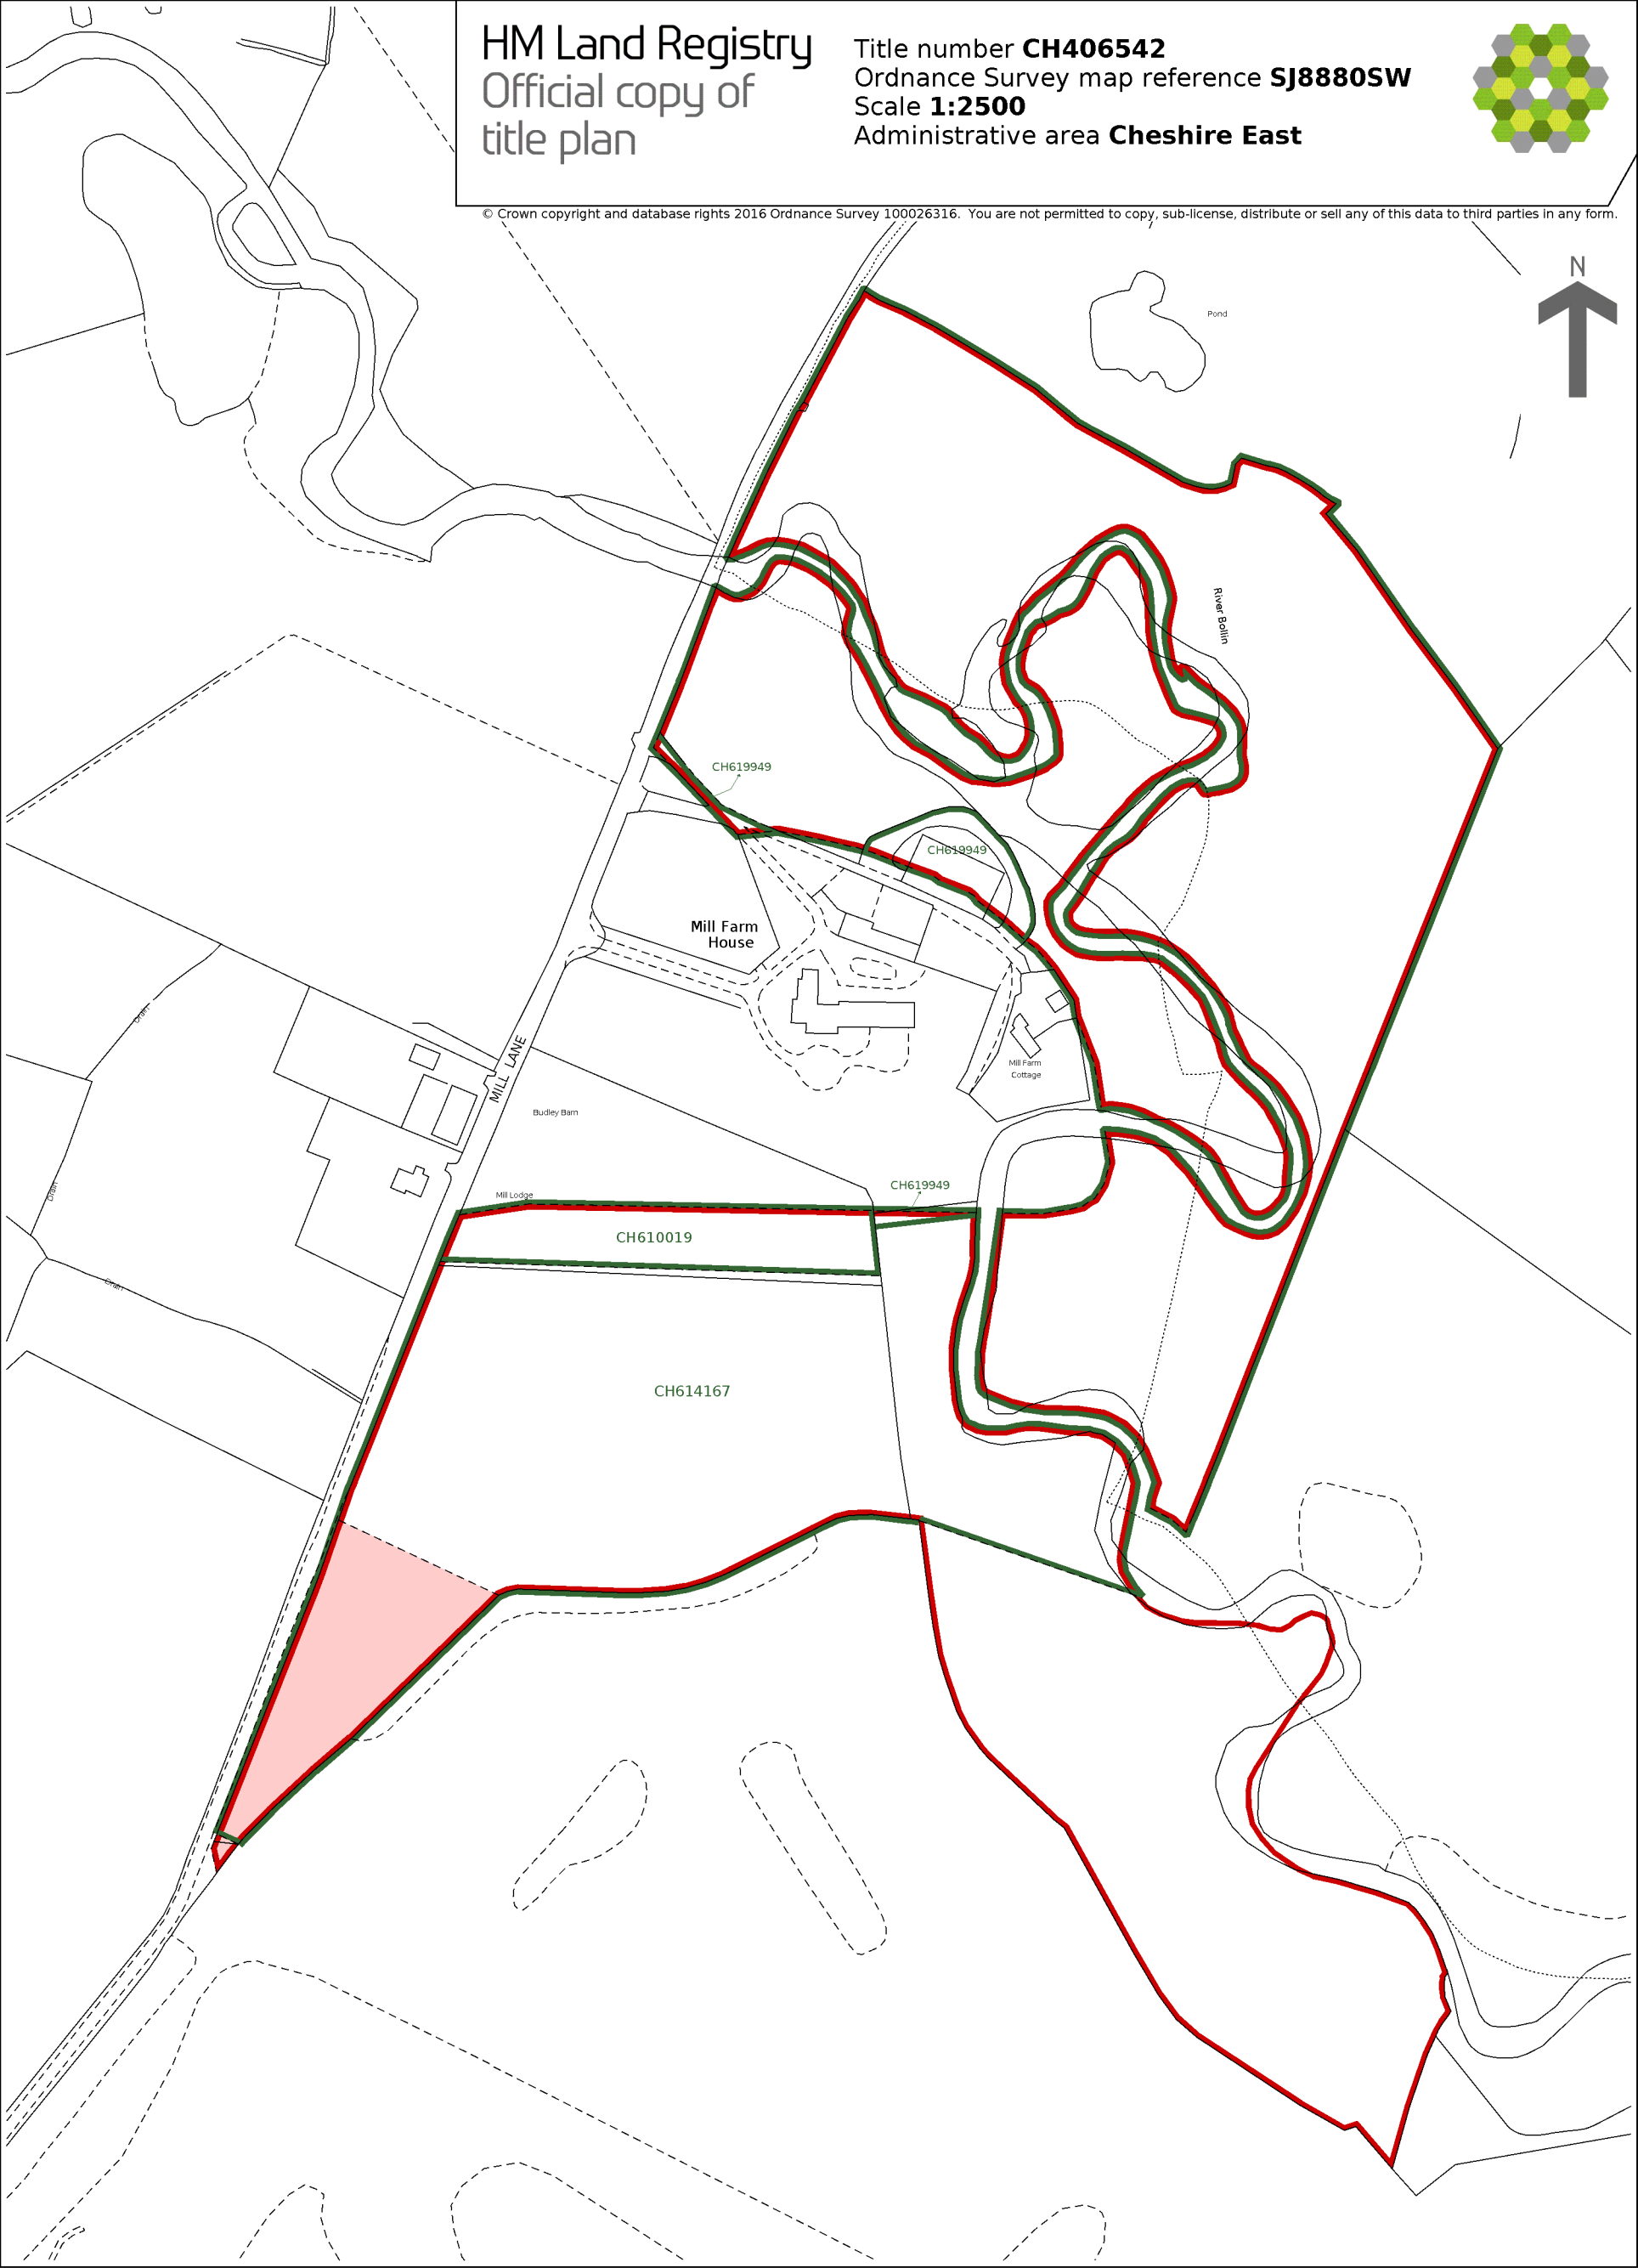 HM Land Registry
Official copy of
title plan
Title number CH406542
Ordnance Survey map reference SJ8880SW
Scale 1:2500
Administrative area Cheshire East
© Crown copyright and database rights 2016 Ordnance Survey 100026316. You are not permitted to copy, sub-license, distribute or sell any of this data to third parties in any form.
N
Pond
River Bollin
CH619949
CH619949
Mill Farm
House
Drain
MILL LANE
Mill Farm
Cottage
Budley Barn
Drain
CH619949
Mill Lodge
CH610019
Drain
CH614167